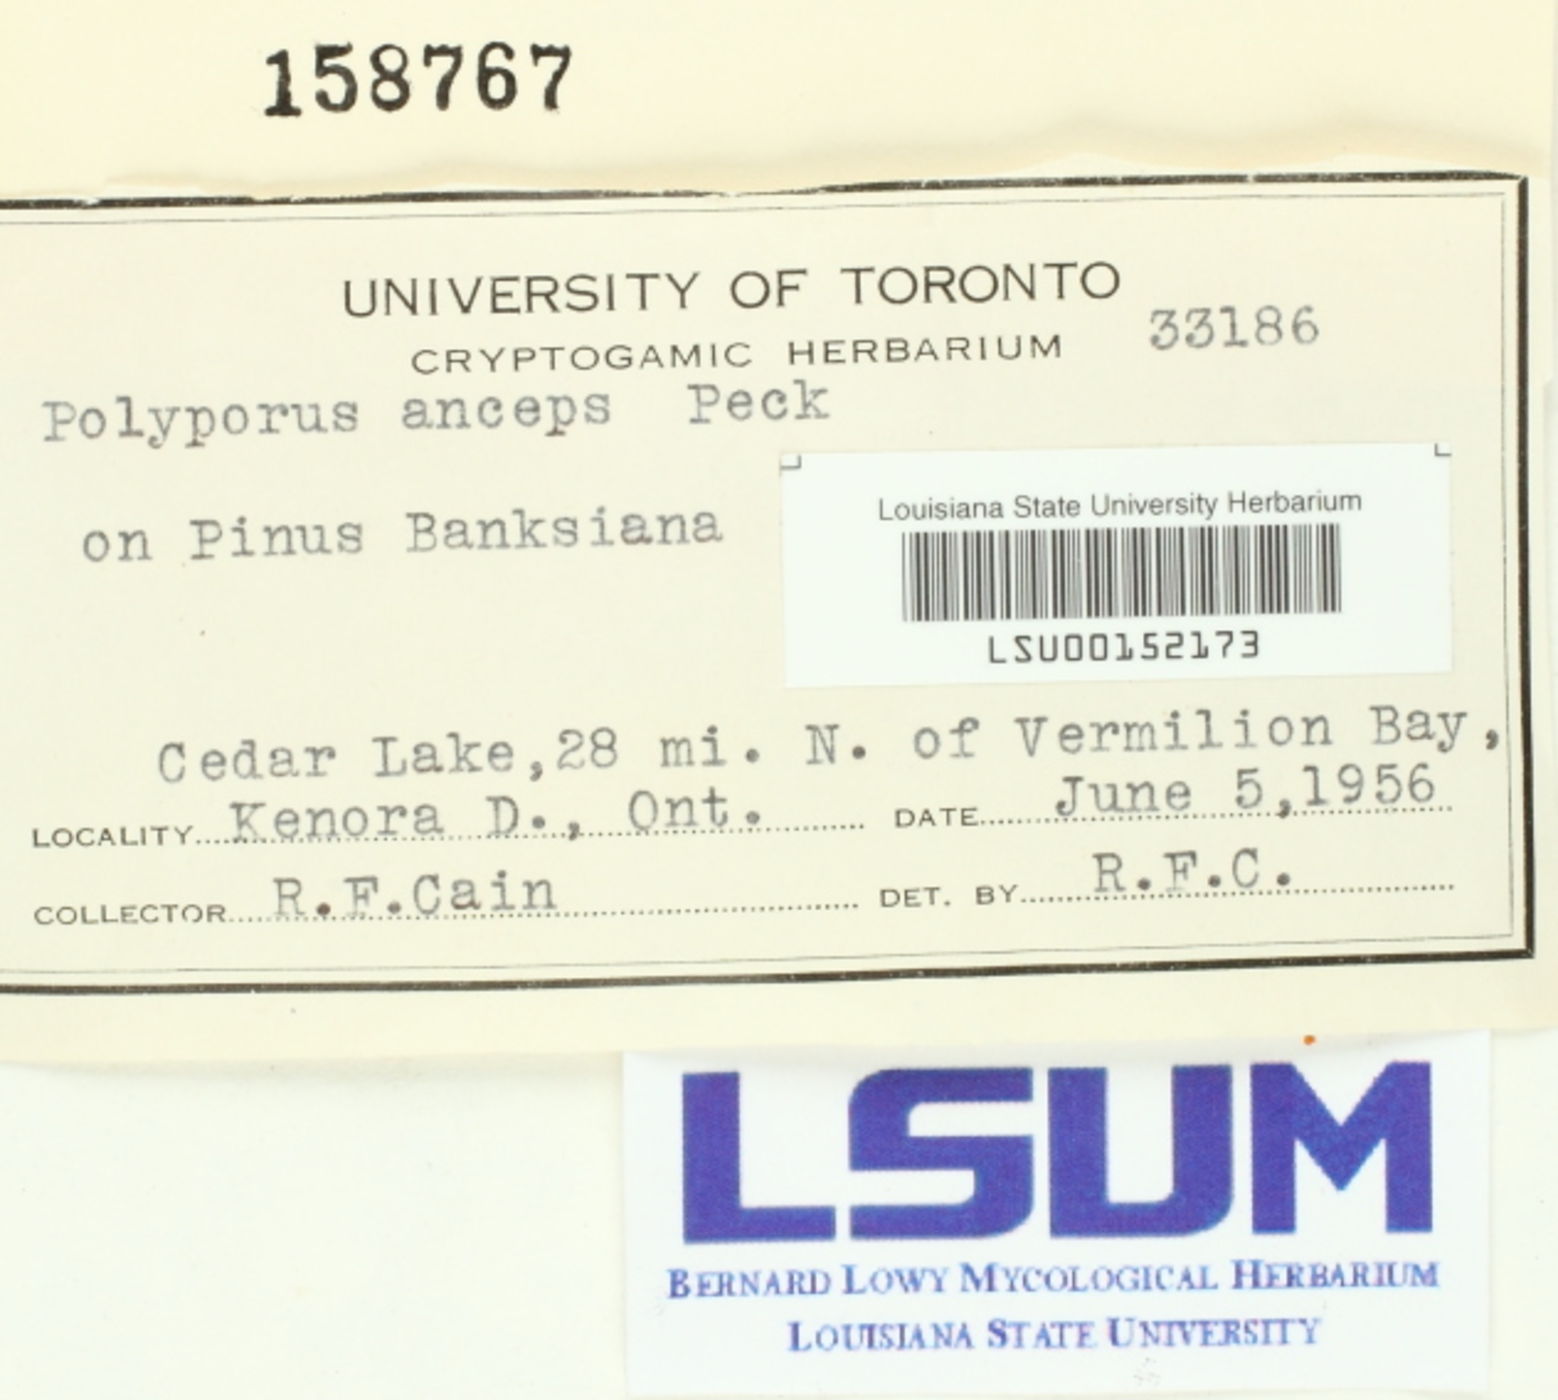 158767
UNIVERSITY OF TORONTO
CRYPTOGAMIC HERBARIUM 33186
Polyporus anceps Peck
on Pinus Banksiana
Louisiana State University Herbarium
LSU00152173
Cedar Lake,28 mi. N. of Vermilion Bay,
LOCALITY Kenora D., Ont. DATE June 5,1956
COLLECTOR R.F.Cain DET. BY R.F.C.
LSUM
BERNARD LOWY MYCOLOGICAL HERBARIUM
LOUISIANA STATE UNIVERSITY